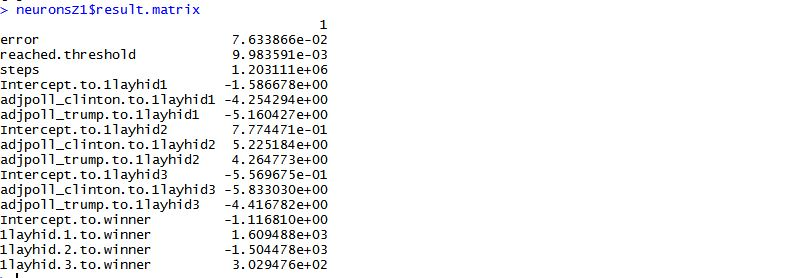 > neuronsZ1$result.matrix
1
error 7.633866e-02
reached.threshold 9.983591e-03
steps 1.203111e+06
Intercept.to.1layhid1 -1.586678e+00
adjpoll_clinton.to.1layhid1 -4.254294e+00
adjpoll_trump.to.1layhid1 -5.160427e+00
Intercept.to.1layhid2 7.774471e-01
adjpoll_clinton.to.1layhid2 5.225184e+00
adjpoll_trump.to.1layhid2 4.264773e+00
Intercept.to.1layhid3 -5.569675e-01
adjpoll_clinton.to.1layhid3 -5.833030e+00
adjpoll_trump.to.1layhid3 -4.416782e+00
Intercept.to.winner -1.116810e+00
1layhid.1.to.winner 1.609488e+03
1layhid.2.to.winner -1.504478e+03
1layhid.3.to.winner 3.029476e+02